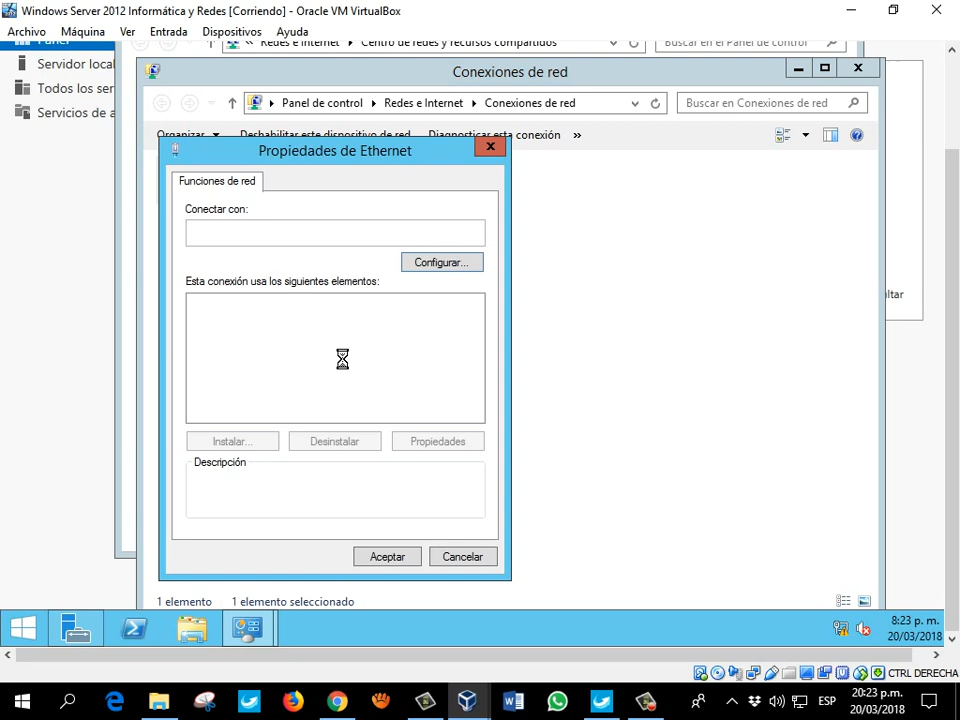 Windows Server 2012 Informática y Redes [Corriendo] - Oracle VM VirtualBox
Archivo Máquina Ver Entrada Dispositivos Ayuda
Panel
Redes e Internet Centro de redes y recursos compartidos Buscar en el Panel de control
Servidor local
Todos los ser
Servicios de a
Conexiones de red
Panel de control Redes e Internet Conexiones de red Buscar en Conexiones de red
Organizar Deshabilitar este dispositivo de red Diagnosticar esta conexión »
Propiedades de Ethernet
Funciones de red
Conectar con:
Configurar...
Esta conexión usa los siguientes elementos:
ltar
Instalar... Desinstalar Propiedades
Descripción
Aceptar Cancelar
1 elemento 1 elemento seleccionado
8:23 p. m.
20/03/2018
CTRL DERECHA
ESP
20:23 p.m.
20/03/2018